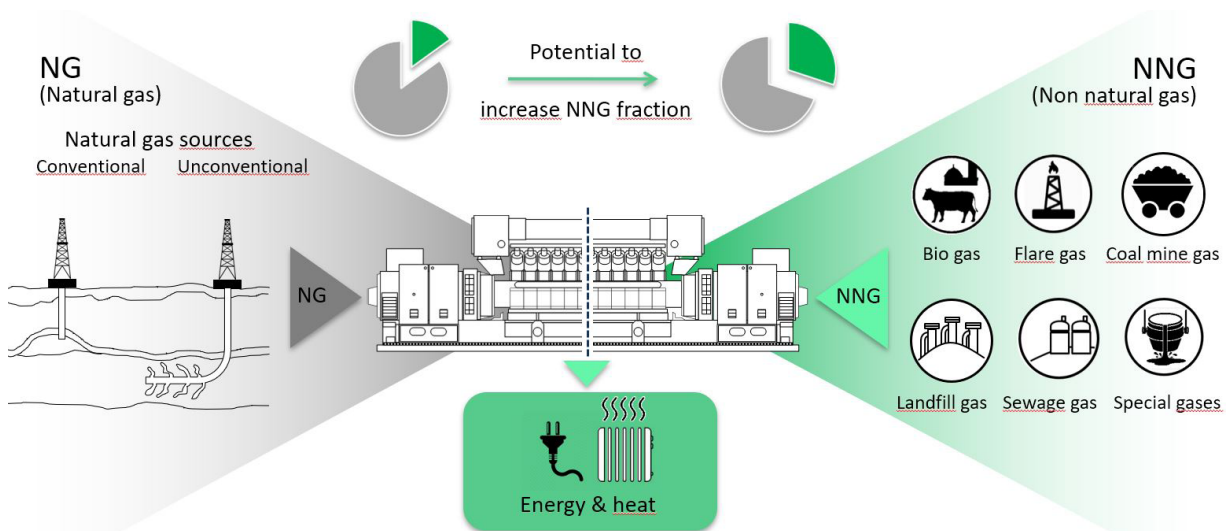 NG
(Natural gas)
Natural gas sources
Conventional
Unconventional
Potential to
increase NNG fraction
NNG
(Non natural gas)
NG
NNG
Bio gas
Flare gas
Coal mine gas
Landfill gas
Sewage gas
Special gases
Energy & heat